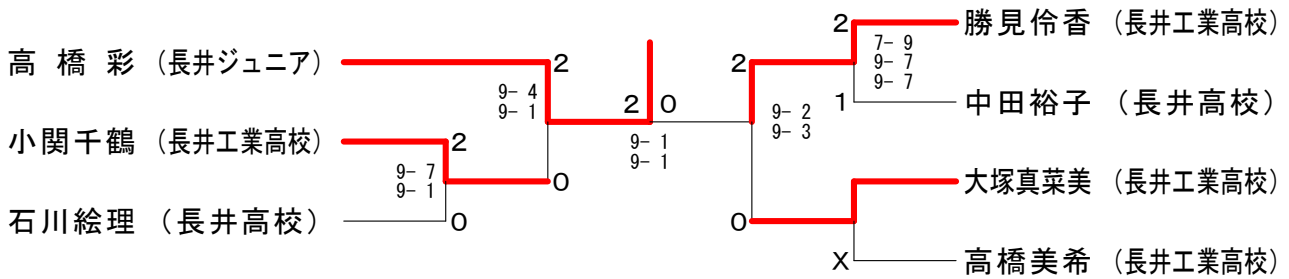 高橋 彩 (長井ジュニア)
小関千鶴 (長井工業高校)
石川絵理 (長井高校)
2
9- 4
9- 1
2
9- 7
9- 1
0
0
2 0
9- 1
9- 1
2
9- 2
9- 3
0
2
7- 9
9- 7
9- 7
1
X
勝見伶香 (長井工業高校)
中田裕子 (長井高校)
大塚真菜美 (長井工業高校)
高橋美希 (長井工業高校)